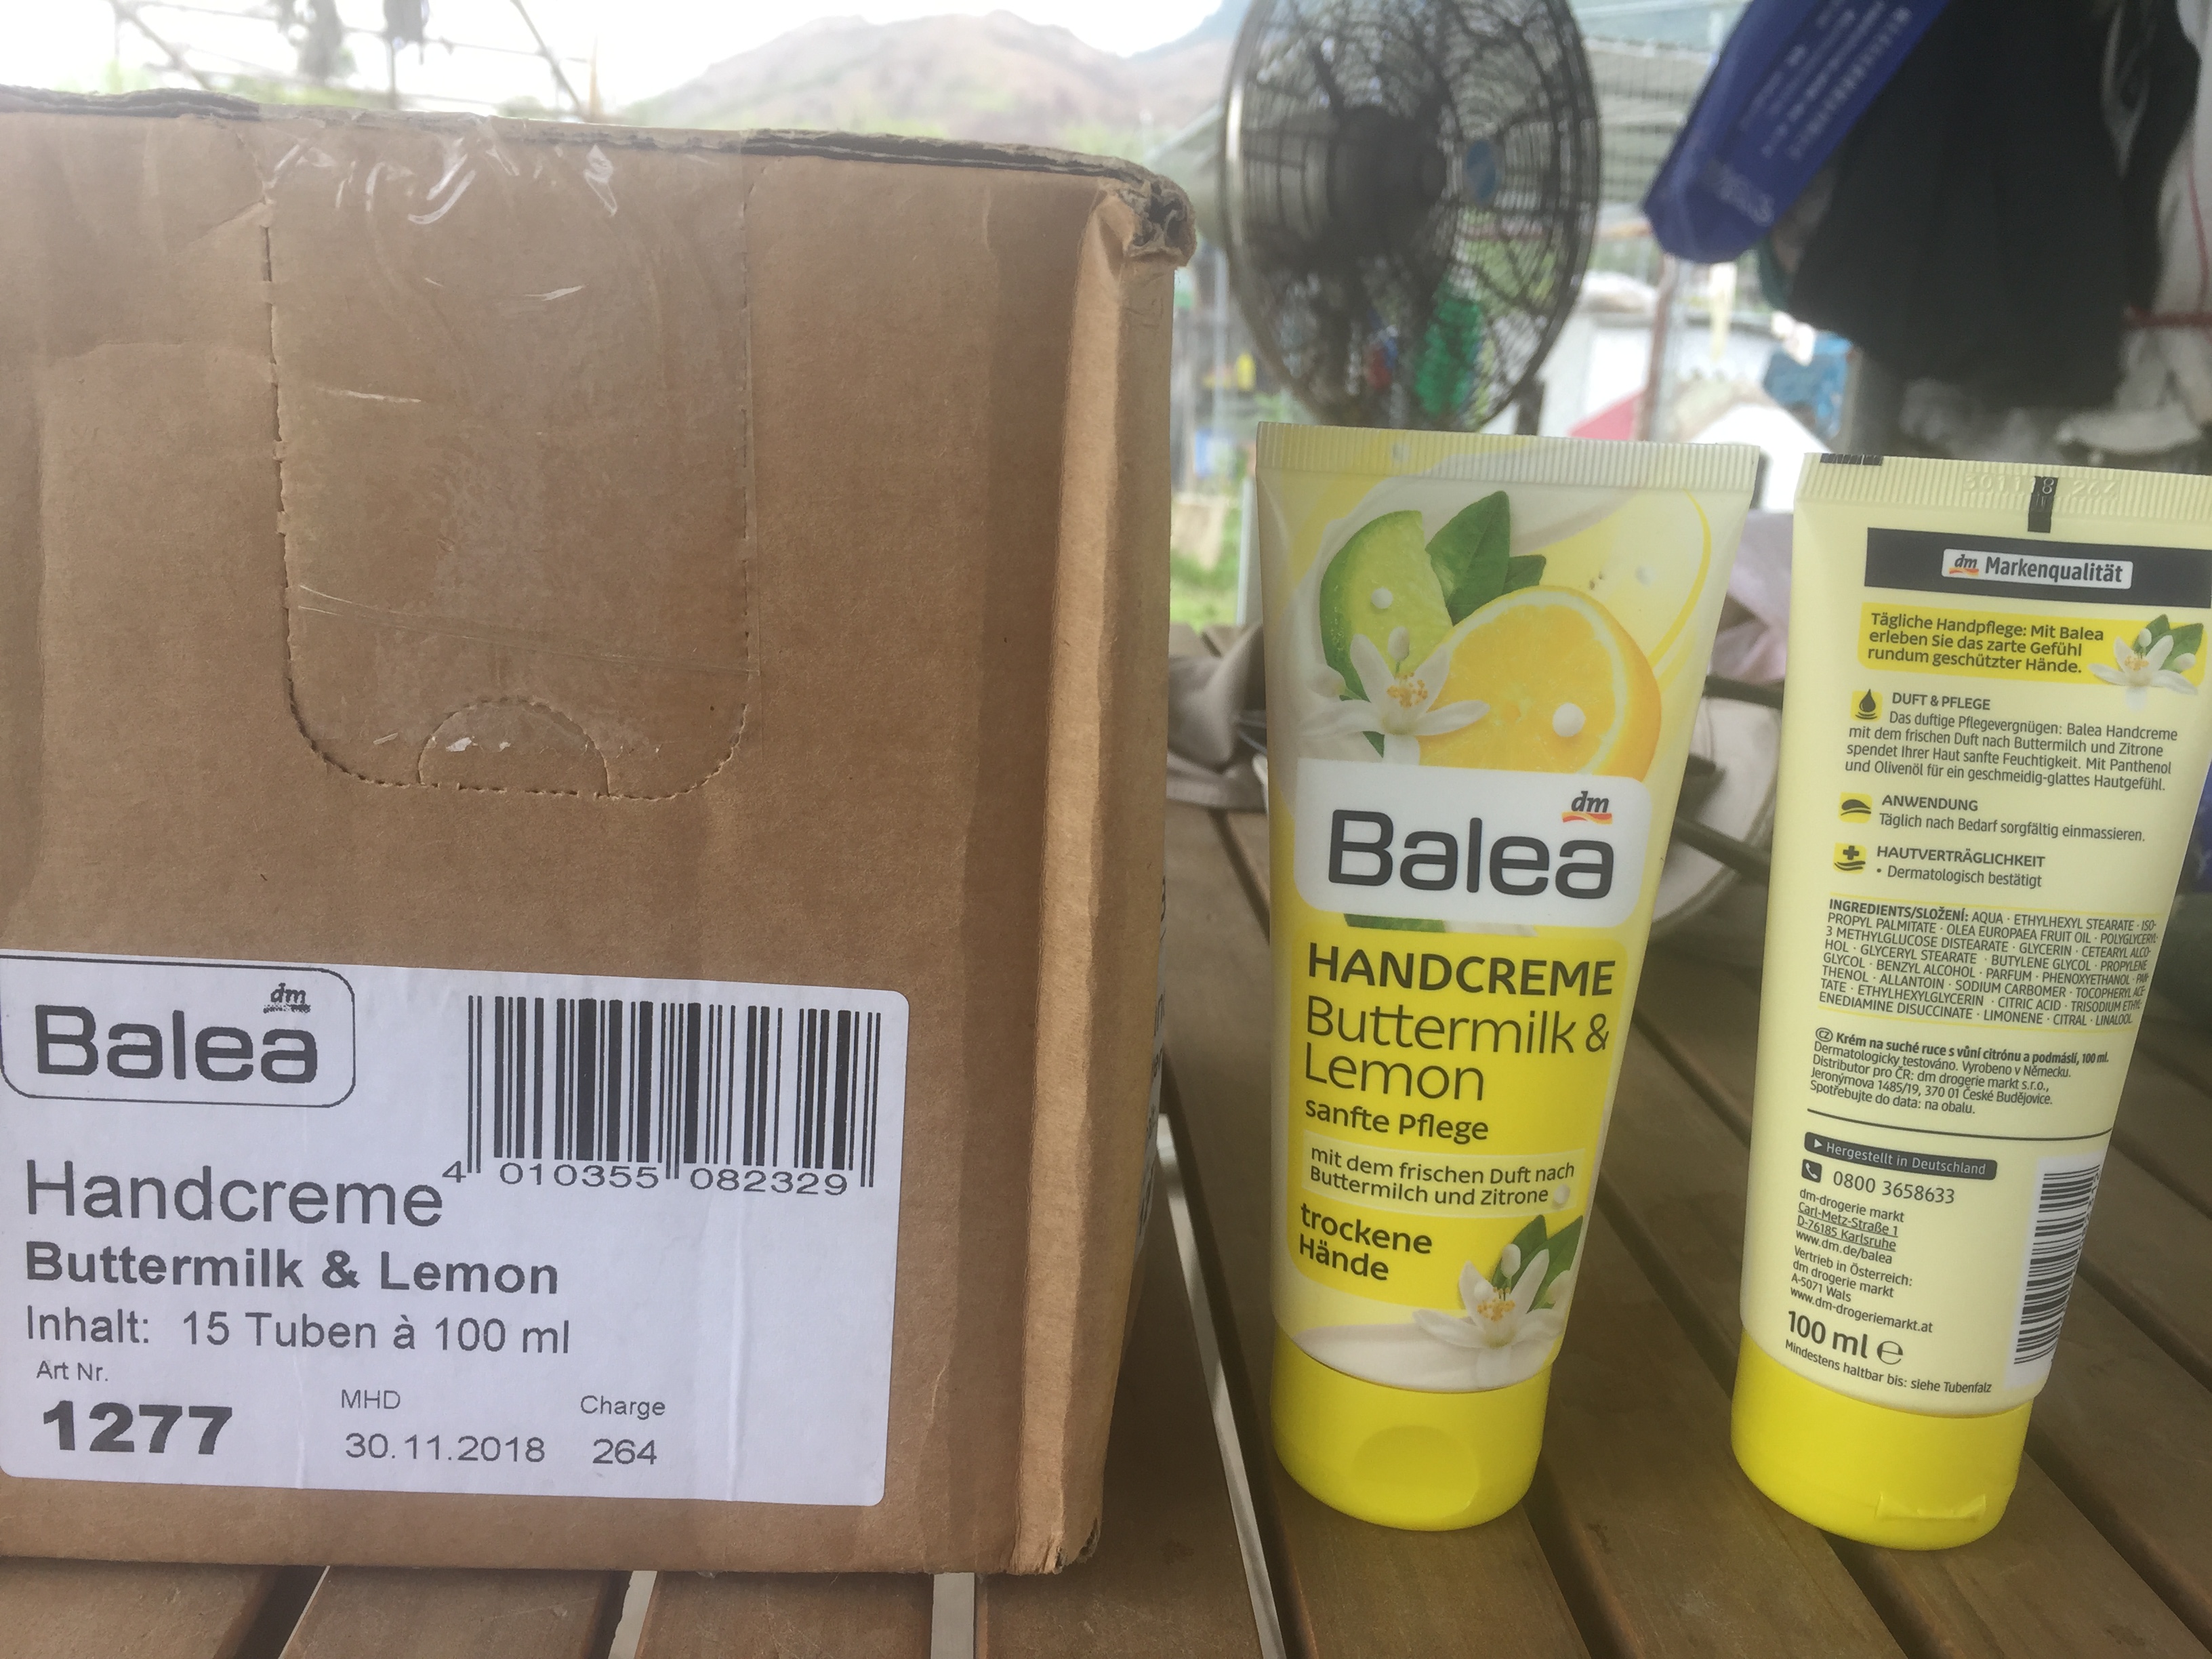 dm
Balea
4 010355 082329
Handcreme
Buttermilk & Lemon
Inhalt: 15 Tuben à 100 ml
Art Nr.
1277
MHD
30.11.2018
Charge
264
dm
Balea
HANDCREME
Buttermilk &
Lemon
sanfte Pflege
mit dem frischen Duft nach
Buttermilch und Zitrone
trockene
Hände
264
dm Markenqualität
Tägliche Handpflege: Mit Balea
erleben Sie das zarte Gefühl
rundum geschützter Hände.
DUFT & PFLEGE
Das duftige Pflegevergnügen: Balea Handcreme
mit dem frischen Duft nach Buttermilch und Zitrone
spendet Ihrer Haut sanfte Feuchtigkeit. Mit Panthenol
und Olivenöl für ein geschmeidig-glattes Hautgefühl.
ANWENDUNG
Täglich nach Bedarf sorgfältig einmassieren.
HAUTVERTRÄGLICHKEIT
• Dermatologisch bestätigt
INGREDIENTS/SLOŽENÍ: AQUA · ETHYLHEXYL STEARATE · ISO-
PROPYL PALMITATE · OLEA EUROPAEA FRUIT OIL · POLYGLYCERYL-
3 METHYLGLUCOSE DISTEARATE · GLYCERIN · CETEARYL ALCO-
HOL · GLYCERYL STEARATE · BUTYLENE GLYCOL · PROPYLENE
GLYCOL · BENZYL ALCOHOL · PARFUM · PHENOXYETHANOL · PAN-
THENOL · ALLANTOIN · SODIUM CARBOMER · TOCOPHERYL ACE-
TATE · ETHYLHEXYLGLYCERIN · CITRIC ACID · TRISODIUM ETHYL-
ENEDIAMINE DISUCCINATE · LIMONENE · CITRAL · LINALOOL
CZ Krém na suché ruce s vůní citrónu a podmáslí, 100 ml.
Dermatologicky testováno. Vyrobeno v Německu.
Distributor pro ČR: dm drogerie markt s.r.o.,
Jeronýmova 1485/19, 370 01 České Budějovice.
Spotřebujte do data: na obalu.
Hergestellt in Deutschland
0800 3658633
dm-drogerie markt
Carl-Metz-Straße 1
D-76185 Karlsruhe
www.dm.de/balea
Vertrieb in Österreich:
dm drogerie markt
A-5071 Wals
www.dm-drogeriemarkt.at
100 ml ℮
Mindestens haltbar bis: siehe Tubenfalz